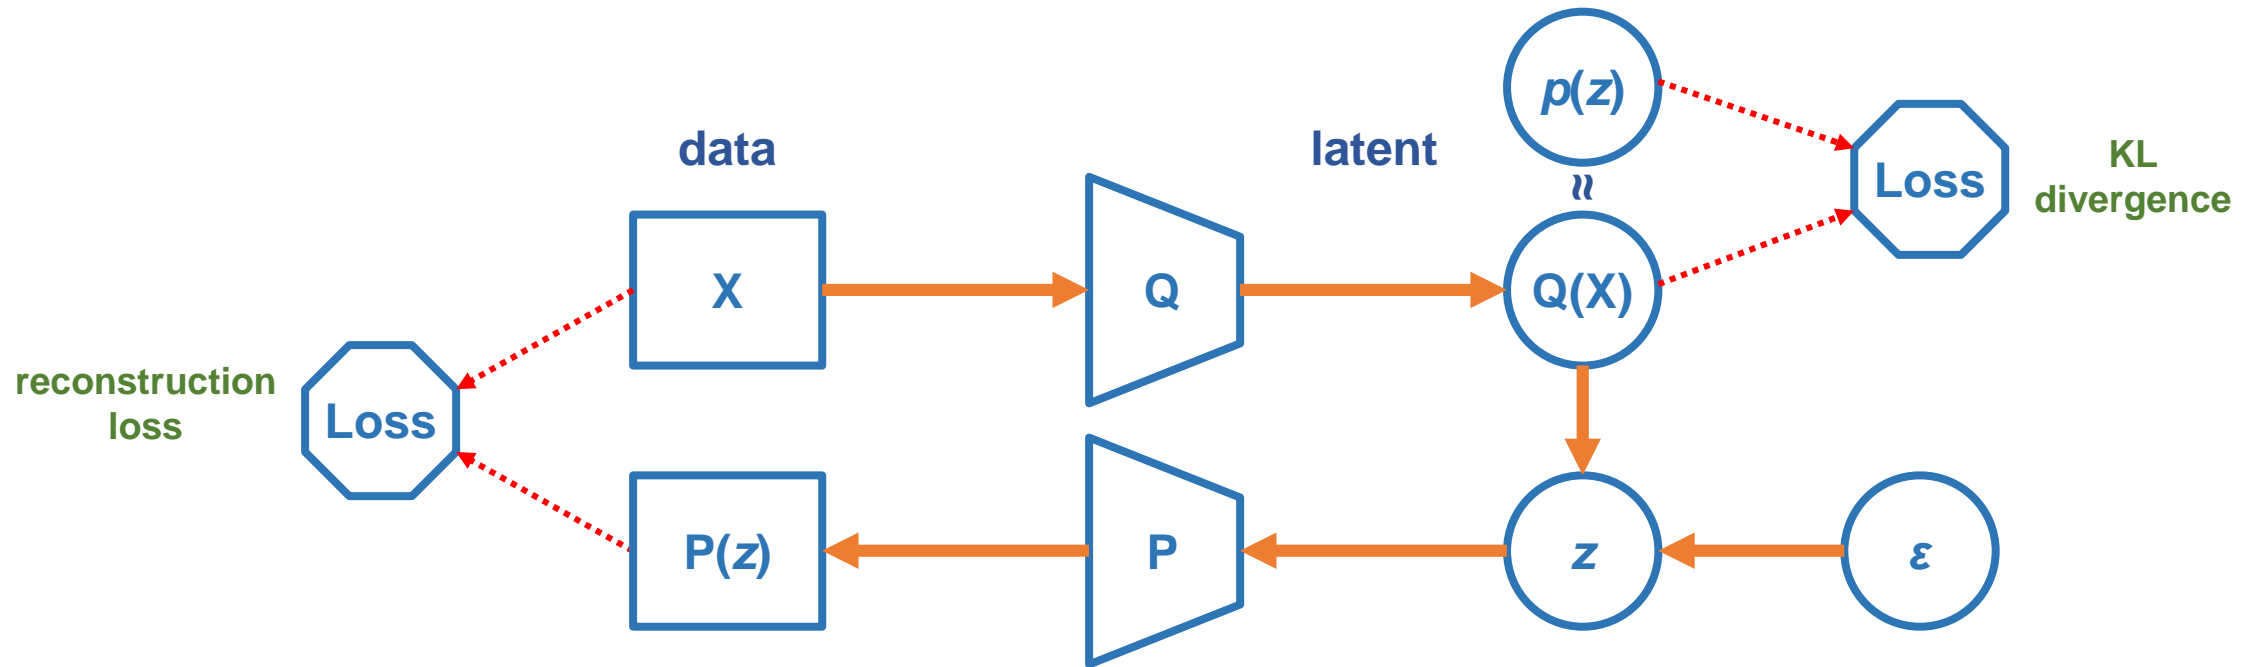 p(z)
data
latent
≈
Loss
KL
divergence
X
Q
Q(X)
reconstruction
loss
Loss
P(z)
P
z
ε